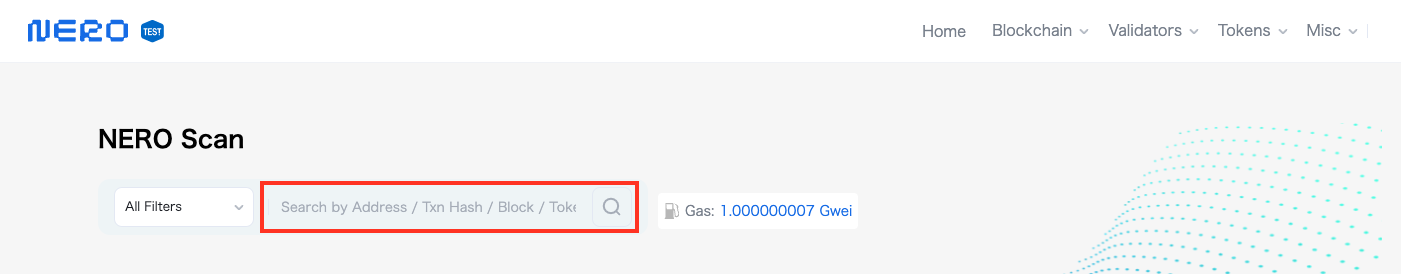 NERO TEST
Home Blockchain Validators Tokens Misc
NERO Scan
All Filters
Search by Address / Txn Hash / Block / Toke
Gas: 1.000000007 Gwei